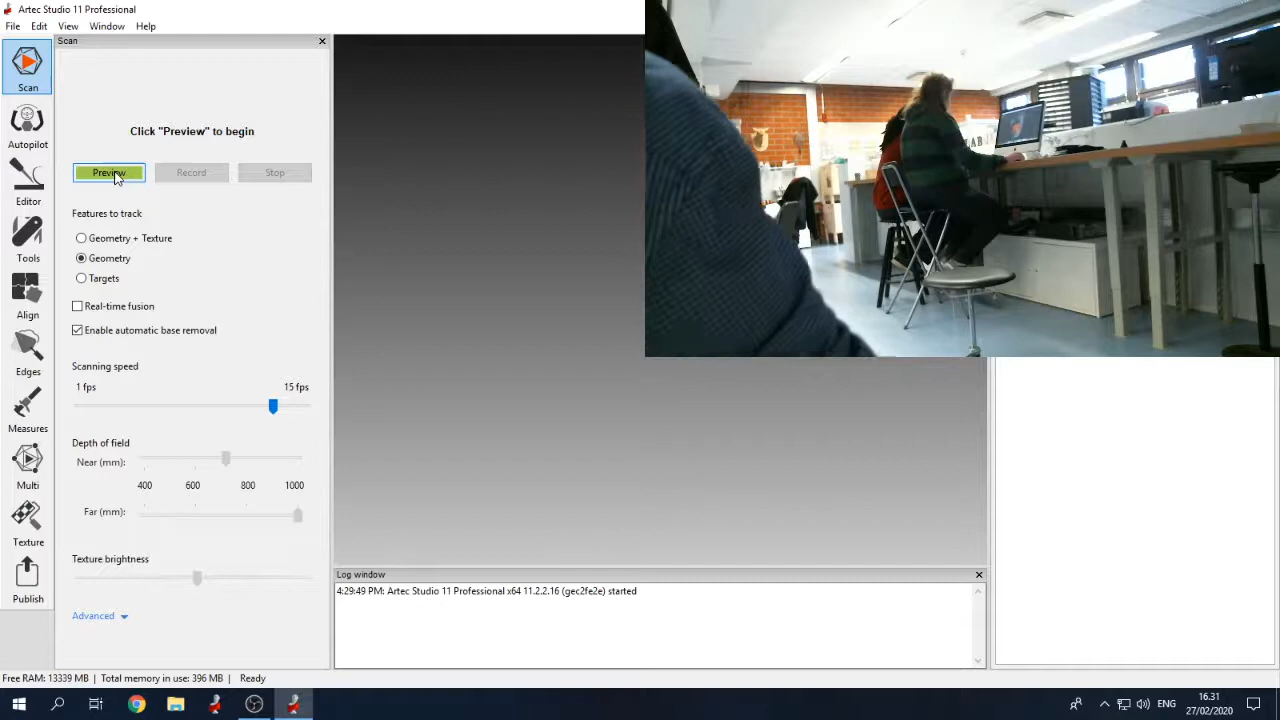 Artec Studio 11 Professional
File Edit View Window Help
Scan
Scan
Autopilot
Editor
Tools
Align
Edges
Measures
Multi
Texture
Publish
Click "Preview" to begin
Preview Record Stop
Features to track
Geometry + Texture
Geometry
Targets
Real-time fusion
Enable automatic base removal
Scanning speed
1 fps 15 fps
Depth of field
Near (mm):
400 600 800 1000
Far (mm):
Texture brightness
Advanced
Log window
4:29:49 PM: Artec Studio 11 Professional x64 11.2.2.16 (gec2fe2e) started
Free RAM: 13339 MB | Total memory in use: 396 MB | Ready
ENG
16.31
27/02/2020